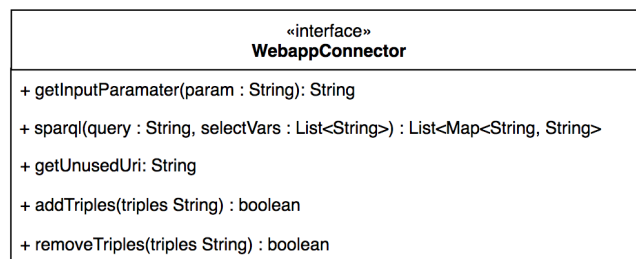 «interface»
WebappConnector
+ getInputParamater(param : String): String
+ sparql(query : String, selectVars : List<String>) : List<Map<String, String>
+ getUnusedUri: String
+ addTriples(triples String) : boolean
+ removeTriples(triples String) : boolean